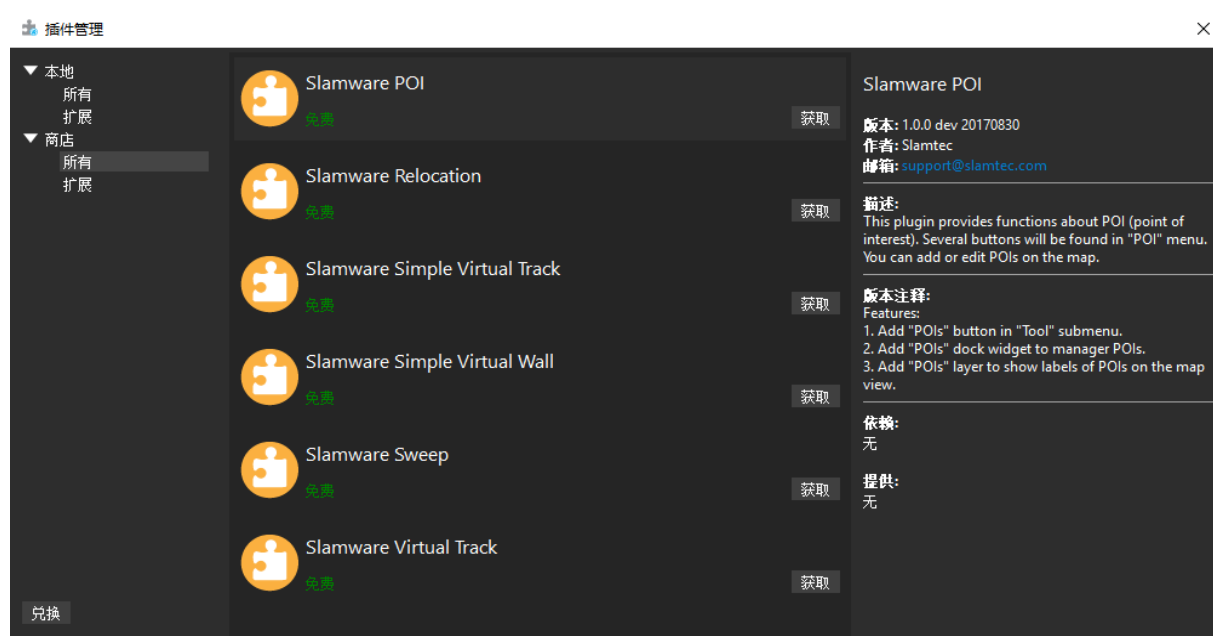 插件管理
本地
所有
扩展
商店
所有
扩展
兑换
Slamware POI
免费
获取
Slamware Relocation
免费
获取
Slamware Simple Virtual Track
免费
获取
Slamware Simple Virtual Wall
免费
获取
Slamware Sweep
免费
获取
Slamware Virtual Track
免费
获取
Slamware POI
版本: 1.0.0 dev 20170830
作者: Slamtec
邮箱: support@slamtec.com
描述:
This plugin provides functions about POI (point of
interest). Several buttons will be found in "POI" menu.
You can add or edit POIs on the map.
版本注释:
Features:
1. Add "POIs" button in "Tool" submenu.
2. Add "POIs" dock widget to manager POIs.
3. Add "POIs" layer to show labels of POIs on the map
view.
依赖:
无
提供:
无